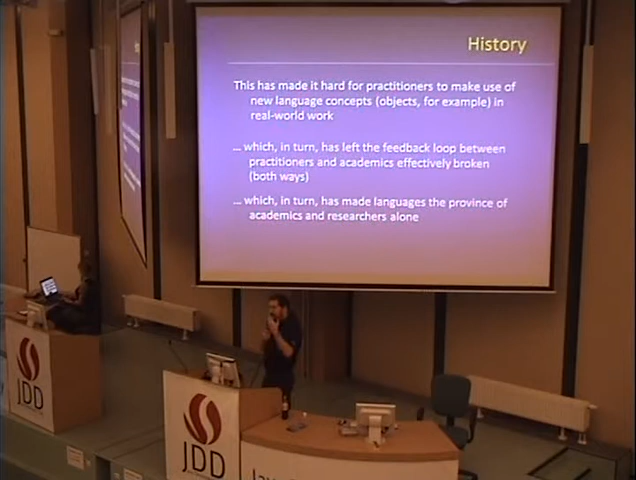 History
This has made it hard for practitioners to make use of
new language concepts (objects, for example) in
real-world work
... which, in turn, has left the feedback loop between
practitioners and academics effectively broken
(both ways)
... which, in turn, has made languages the province of
academics and researchers alone
JDD
JDD